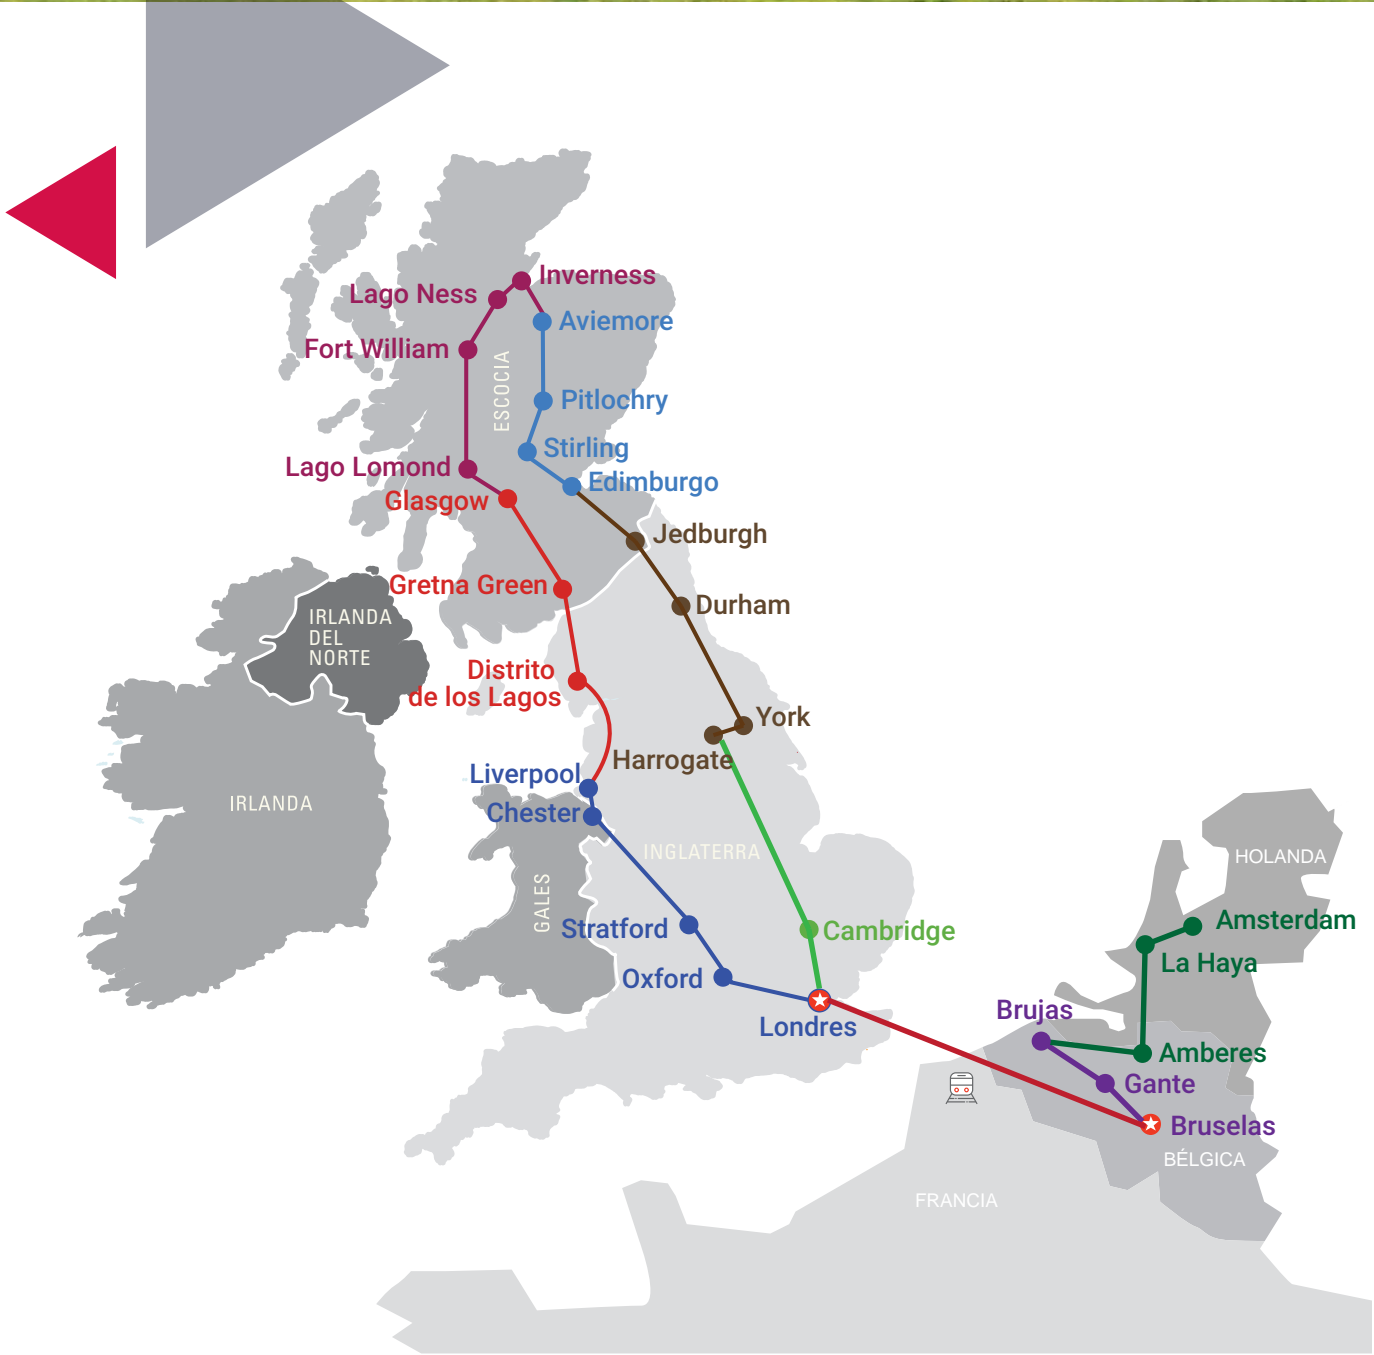 Inverness
Lago Ness
Aviemore
Fort William
ESCOCIA
Pitlochry
Stirling
Lago Lomond
Edimburgo
Glasgow
Jedburgh
Gretna Green
Durham
IRLANDA
DEL
NORTE
Distrito
de los Lagos
York
Harrogate
Liverpool
IRLANDA
Chester
INGLATERRA
HOLANDA
GALES
Amsterdam
Stratford
Cambridge
La Haya
Oxford
Brujas
Londres
Amberes
Gante
Bruselas
BÉLGICA
FRANCIA